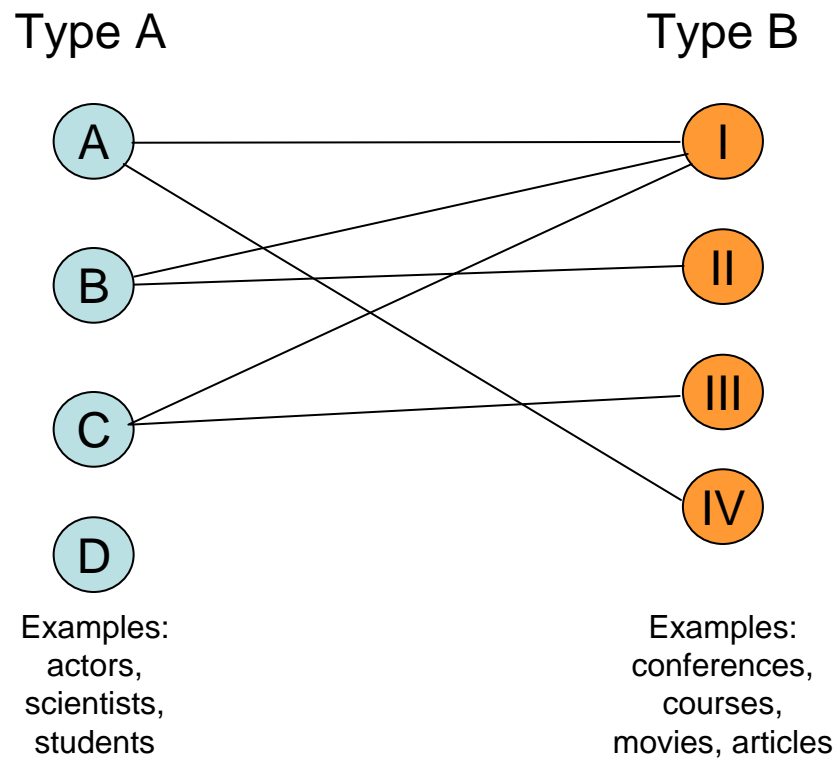 Type A
Type B
A
I
B
II
C
III
D
IV
Examples:
actors,
scientists,
students
Examples:
conferences,
courses,
movies, articles